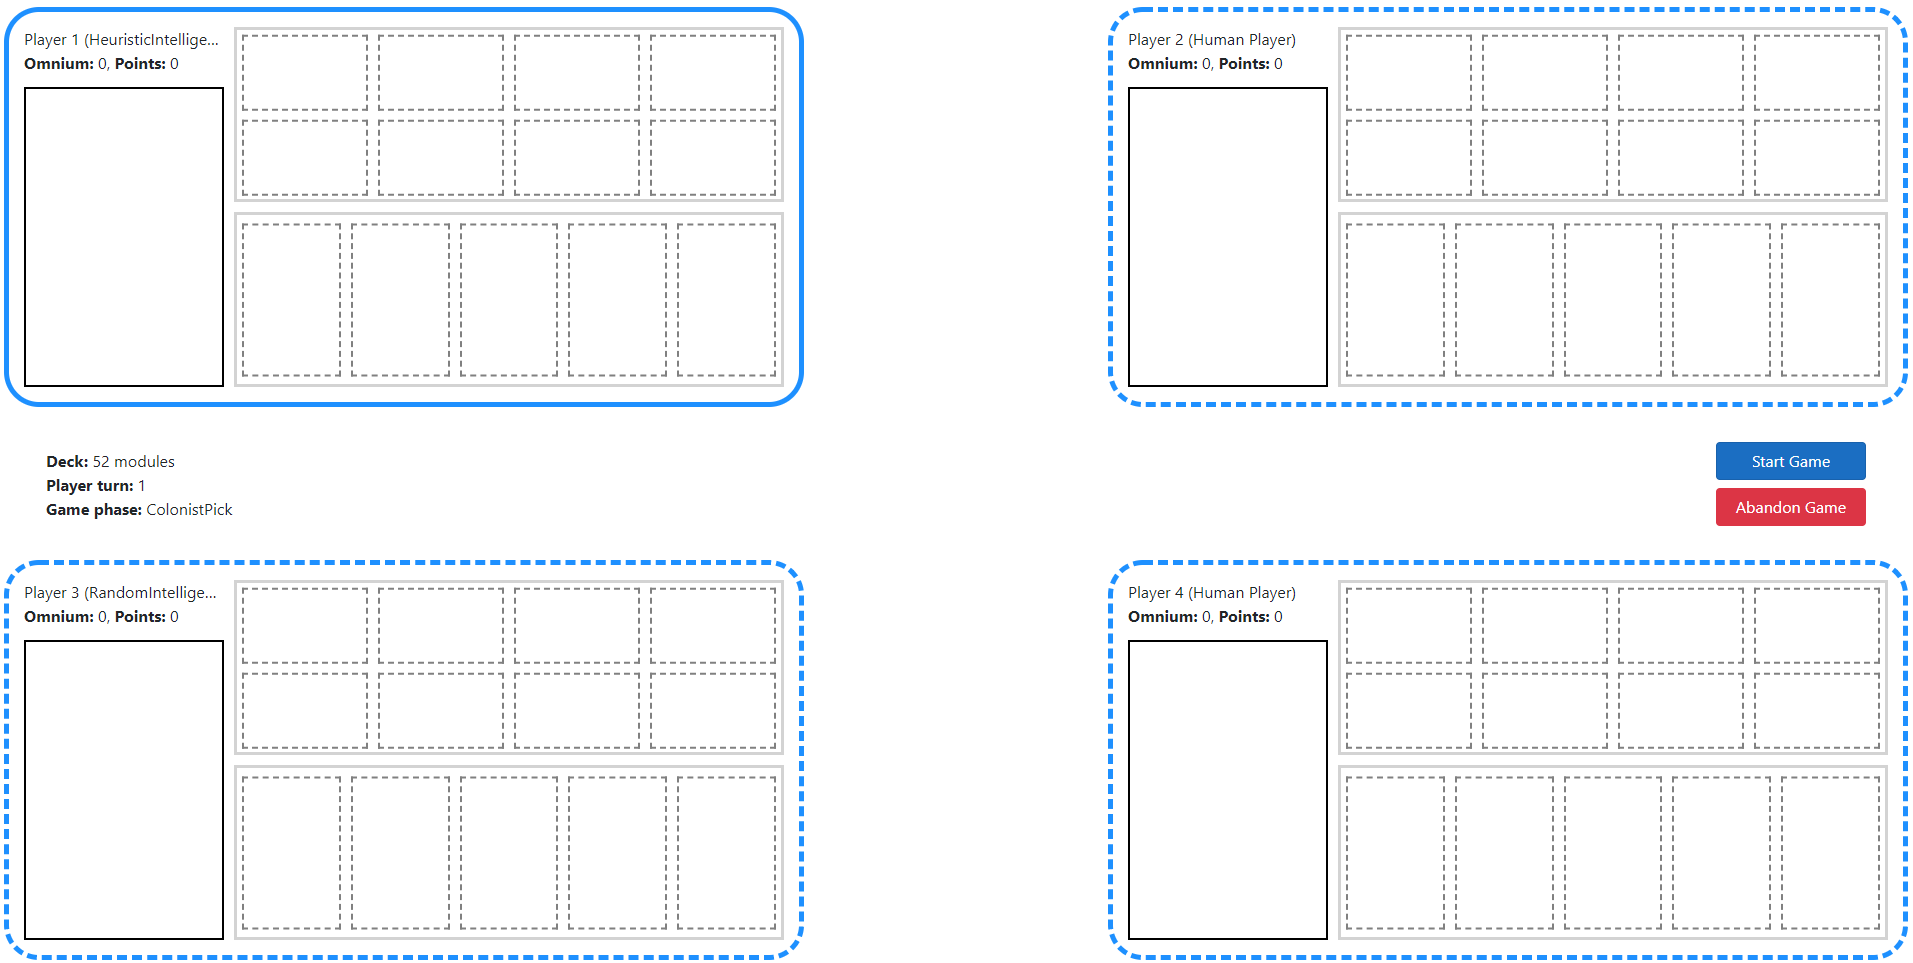 Player 1 (HeuristicIntellige...
Omnium: 0, Points: 0
Player 2 (Human Player)
Omnium: 0, Points: 0
Deck: 52 modules
Player turn: 1
Game phase: ColonistPick
Start Game
Abandon Game
Player 3 (RandomIntellige...
Omnium: 0, Points: 0
Player 4 (Human Player)
Omnium: 0, Points: 0